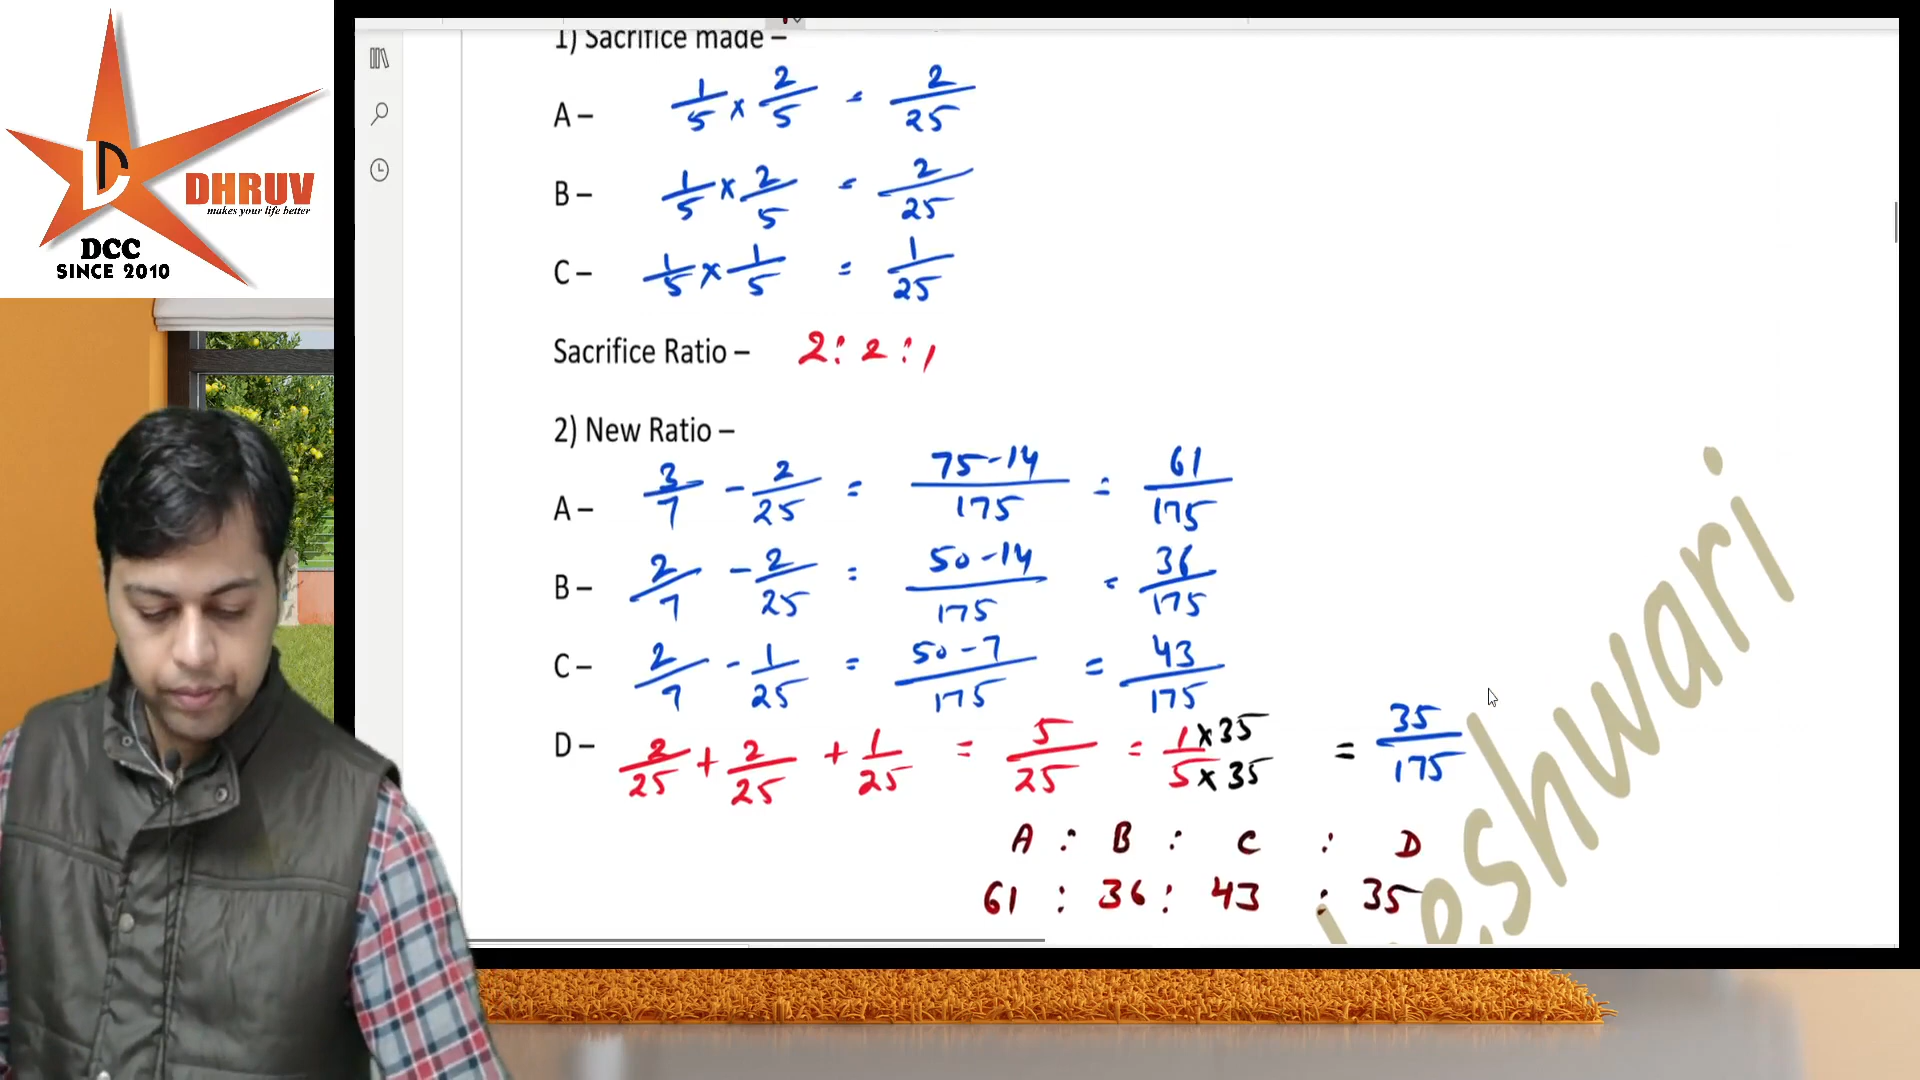 DHRUV
makes your life better
DCC
SINCE 2010
1) Sacrifice made –
A – 1/5 × 2/5 = 2/25
B – 1/5 × 2/5 = 2/25
C – 1/5 × 1/5 = 1/25
Sacrifice Ratio – 2 : 2 : 1
2) New Ratio –
A – 3/7 - 2/25 = 75-14/175 = 61/175
B – 2/7 - 2/25 = 50-14/175 = 36/175
C – 2/7 - 1/25 = 50-7/175 = 43/175
D – 2/25 + 2/25 + 1/25 = 5/25 = 1×35/5×35 = 35/175
A : B : C : D
61 : 36 : 43 : 35